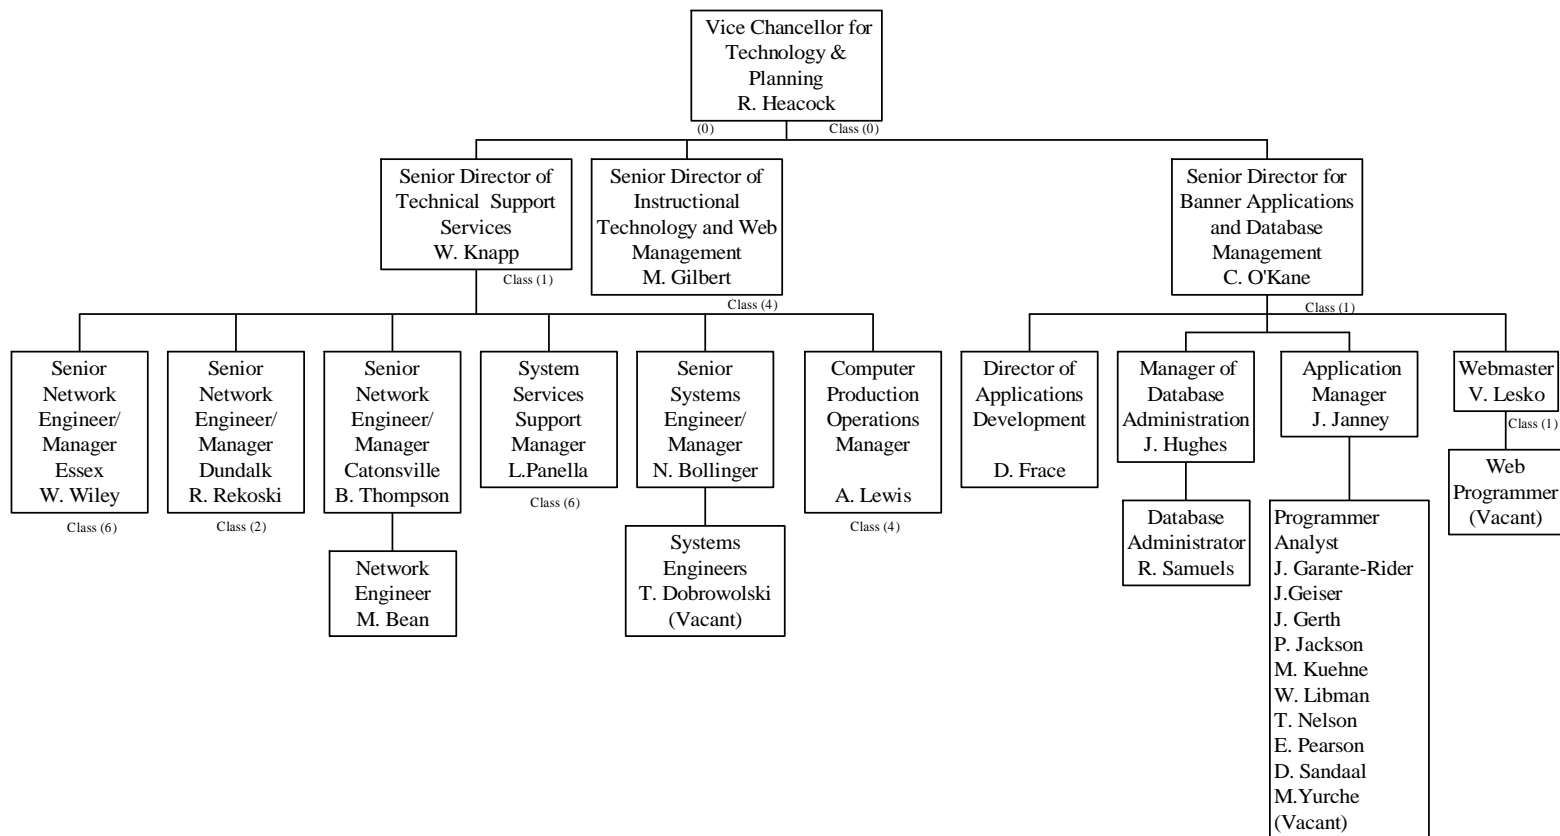 Vice Chancellor for
Technology &
Planning
R. Heacock
(0)
Class (0)
Senior Director of
Technical Support
Services
W. Knapp
Class (1)
Senior Director of
Instructional
Technology and Web
Management
M. Gilbert
Class (4)
Senior Director for
Banner Applications
and Database
Management
C. O'Kane
Class (1)
Senior
Network
Engineer/
Manager
Essex
W. Wiley
Class (6)
Senior
Network
Engineer/
Manager
Dundalk
R. Rekoski
Class (2)
Senior
Network
Engineer/
Manager
Catonsville
B. Thompson
System
Services
Support
Manager
L.Panella
Class (6)
Senior
Systems
Engineer/
Manager
N. Bollinger
Computer
Production
Operations
Manager
A. Lewis
Class (4)
Director of
Applications
Development
D. Frace
Manager of
Database
Administration
J. Hughes
Application
Manager
J. Janney
Webmaster
V. Lesko
Class (1)
Network
Engineer
M. Bean
Systems
Engineers
T. Dobrowolski
(Vacant)
Database
Administrator
R. Samuels
Programmer
Analyst
J. Garante-Rider
J.Geiser
J. Gerth
P. Jackson
M. Kuehne
W. Libman
T. Nelson
E. Pearson
D. Sandaal
M.Yurche
(Vacant)
Web
Programmer
(Vacant)